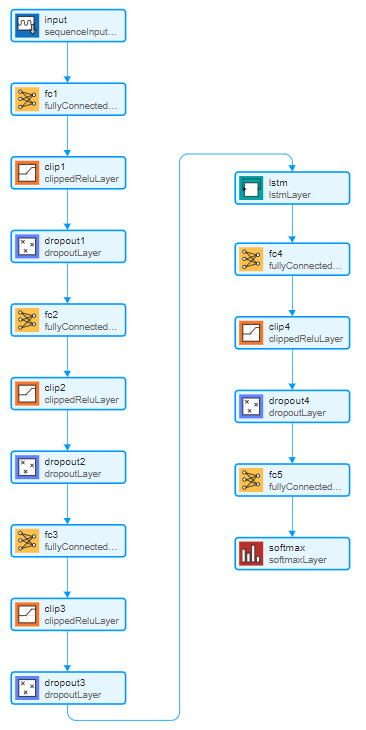 input
sequenceInput...
fc1
fullyConnected...
clip1
clippedReluLayer
dropout1
dropoutLayer
fc2
fullyConnected...
clip2
clippedReluLayer
dropout2
dropoutLayer
fc3
fullyConnected...
clip3
clippedReluLayer
dropout3
dropoutLayer
lstm
lstmLayer
fc4
fullyConnected...
clip4
clippedReluLayer
dropout4
dropoutLayer
fc5
fullyConnected...
softmax
softmaxLayer